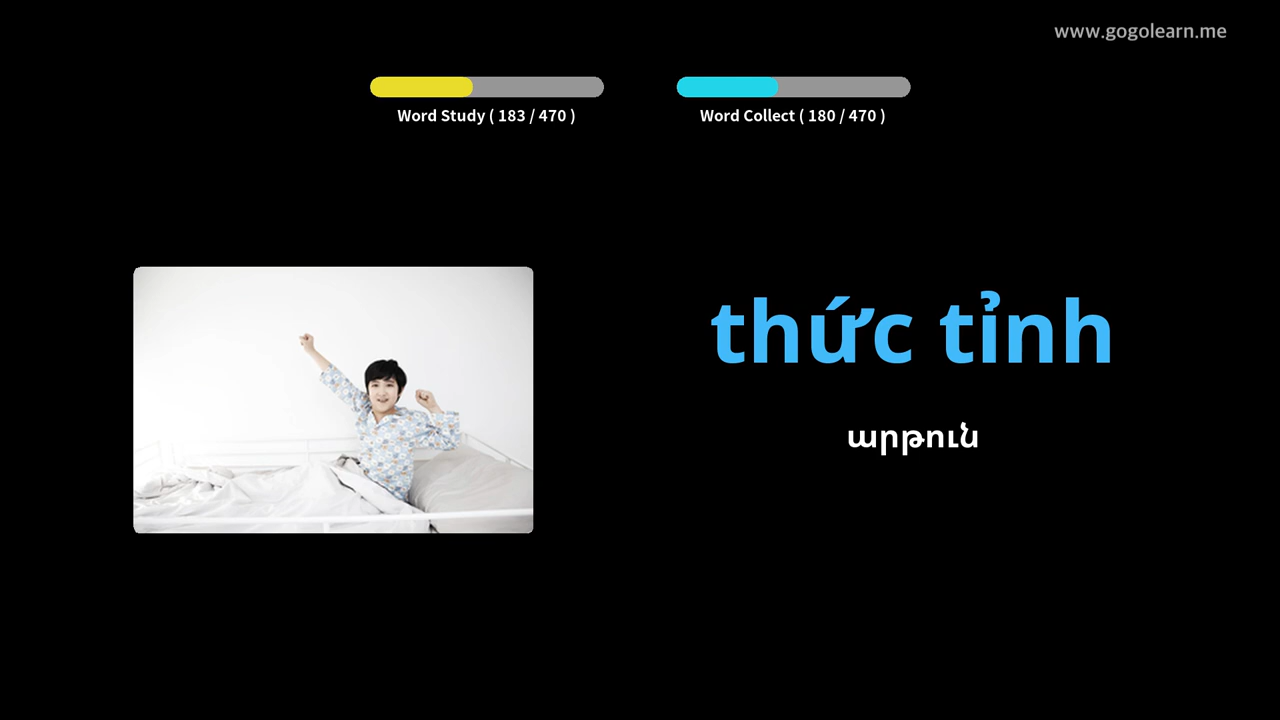 www.gogolearn.me
Word Study ( 183 / 470 )
Word Collect ( 180 / 470 )
thức tỉnh
արթուն